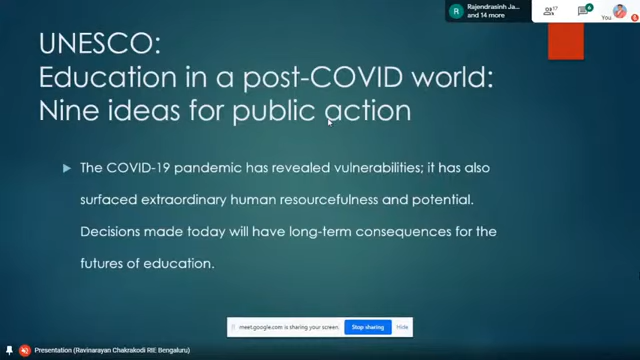 R
Rajendrasinh Ja...
and 14 more
17
6
You
UNESCO:
Education in a post-COVID world:
Nine ideas for public action
The COVID-19 pandemic has revealed vulnerabilities; it has also
surfaced extraordinary human resourcefulness and potential.
Decisions made today will have long-term consequences for the
futures of education.
meet.google.com is sharing your screen.
Stop sharing
Hide
Presentation (Ravinarayan Chakrakodi RIE Bengaluru)